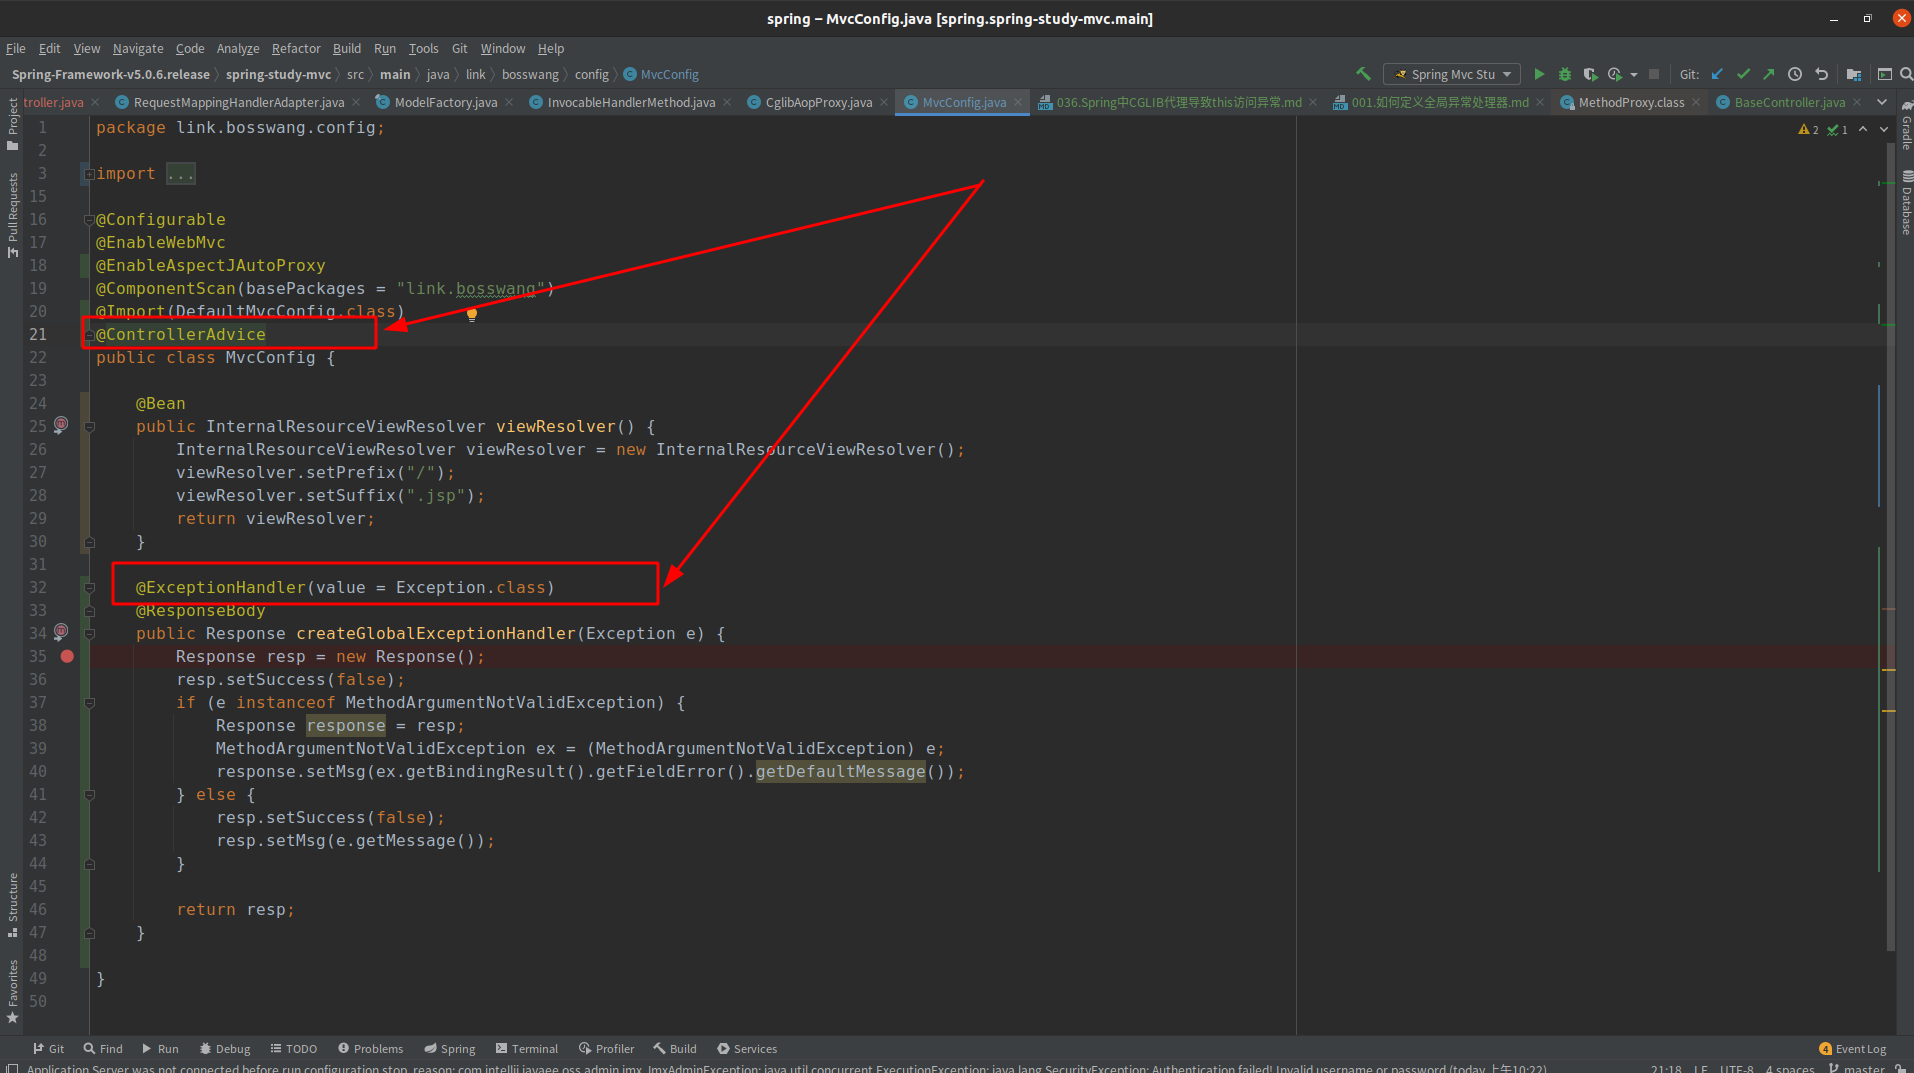 spring – MvcConfig.java [spring.spring-study-mvc.main]
File Edit View Navigate Code Analyze Refactor Build Run Tools Git Window Help
Spring-Framework-v5.0.6.release spring-study-mvc src main java link bosswang config MvcConfig
Spring Mvc Stu Git:
troller.java RequestMappingHandlerAdapter.java ModelFactory.java InvocableHandlerMethod.java CglibAopProxy.java MvcConfig.java 036.Spring中CGLIB代理导致this访问异常.md 001.如何定义全局异常处理器.md MethodProxy.class BaseController.java
Project
Pull Requests
Structure
Favorites
Gradle
Database
2 1
1 package link.bosswang.config;
2
3 import ...
15
16 @Configurable
17 @EnableWebMvc
18 @EnableAspectJAutoProxy
19 @ComponentScan(basePackages = "link.bosswang")
20 @Import(DefaultMvcConfig.class)
21 @ControllerAdvice
22 public class MvcConfig {
23
24 @Bean
25 public InternalResourceViewResolver viewResolver() {
26 InternalResourceViewResolver viewResolver = new InternalResourceViewResolver();
27 viewResolver.setPrefix("/");
28 viewResolver.setSuffix(".jsp");
29 return viewResolver;
30 }
31
32 @ExceptionHandler(value = Exception.class)
33 @ResponseBody
34 public Response createGlobalExceptionHandler(Exception e) {
35 Response resp = new Response();
36 resp.setSuccess(false);
37 if (e instanceof MethodArgumentNotValidException) {
38 Response response = resp;
39 MethodArgumentNotValidException ex = (MethodArgumentNotValidException) e;
40 response.setMsg(ex.getBindingResult().getFieldError().getDefaultMessage());
41 } else {
42 resp.setSuccess(false);
43 resp.setMsg(e.getMessage());
44 }
45
46 return resp;
47 }
48
49 }
50
Git Find Run Debug TODO Problems Spring Terminal Profiler Build Services 4 Event Log
Application Server was not connected before run configuration stop, reason: com.intellij.javaee.oss.admin.jmx.JmxAdminException: java.util.concurrent.ExecutionException: java.lang.SecurityException: Authentication failed! Invalid username or password (today 上午10:22) 21:18 LF UTF-8 4 spaces master